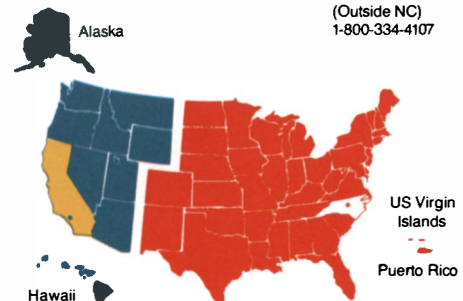 (Outside NC)
1-800-334-4107
Alaska
US Virgin
Islands
Puerto Rico
Hawaii